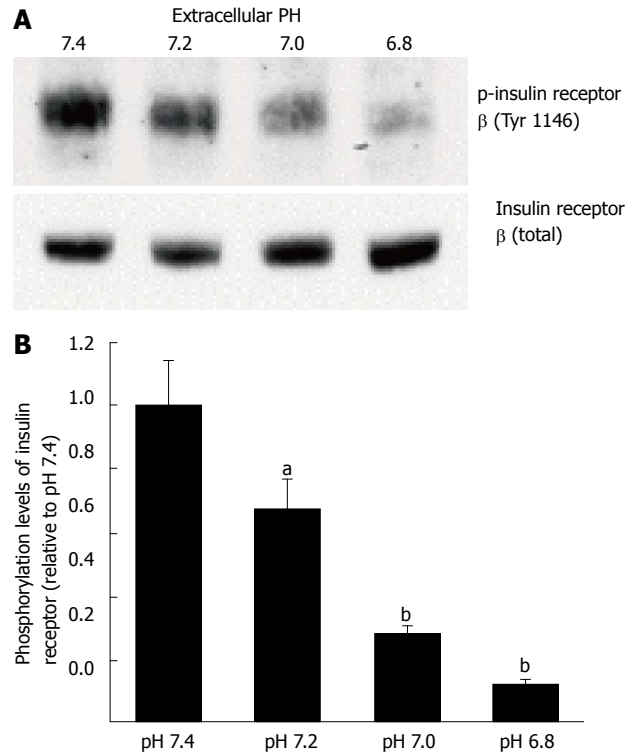 A
Extracellular PH
7.4 7.2 7.0 6.8
p-insulin receptor
β (Tyr 1146)
Insulin receptor
β (total)
B
Phosphorylation levels of insulin
receptor (relative to pH 7.4)
1.2
1.0
0.8
0.6
0.4
0.2
0.0
a
b
b
pH 7.4 pH 7.2 pH 7.0 pH 6.8